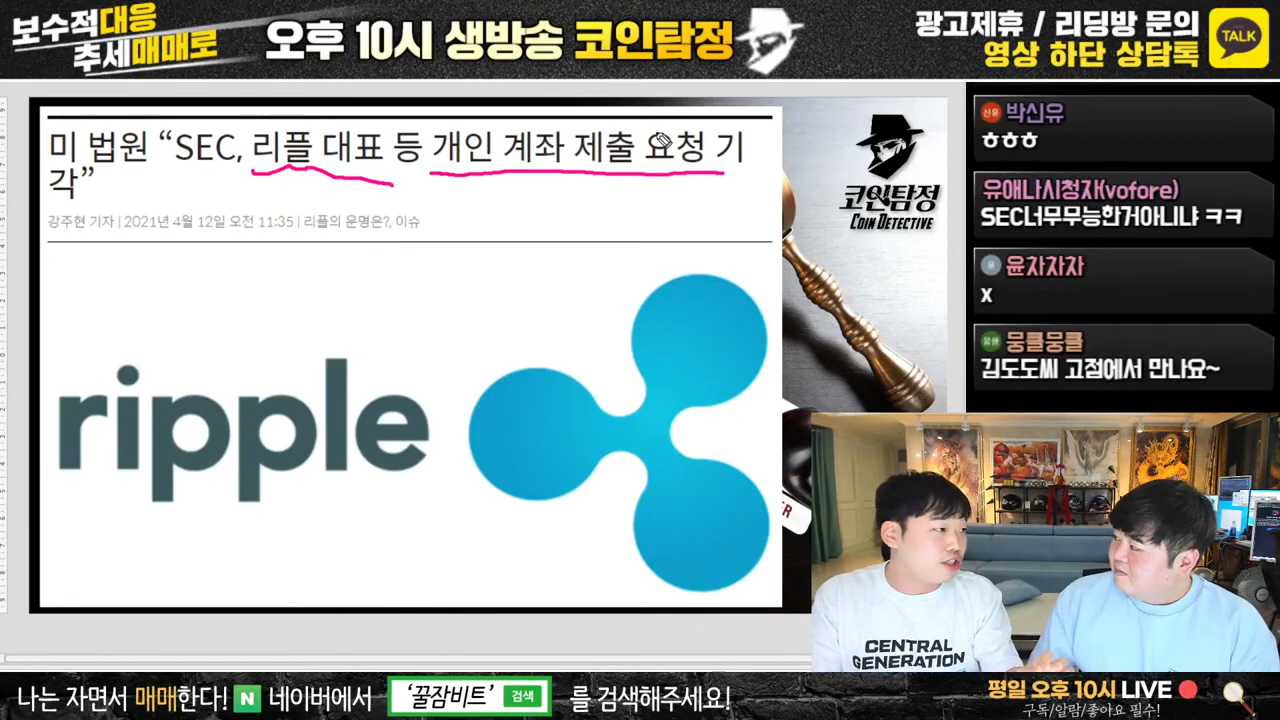 보수적대응
추세매매로
오후 10시 생방송 코인탐정
광고제휴 / 리딩방 문의
영상 하단 상담톡
TALK
미 법원 “SEC, 리플 대표 등 개인 계좌 제출 요청 기
각”
강주현 기자 | 2021년 4월 12일 오전 11:35 | 리플의 운명은?, 이슈
ripple
코인탐정
COIN DETECTIVE
신유 박신유
ㅎㅎㅎ
유애나시청자(vofore)
SEC너무무능한거아니냐 ㅋㅋ
윤 윤차차차
x
뭉클 뭉클뭉클
김도도씨 고점에서 만나요~
CENTRAL
GENERATION
나는 자면서 매매한다! N 네이버에서 ‘꿀잠비트’ 검색 를 검색해주세요!
평일 오후 10시 LIVE
구독/알람/좋아요 필수!